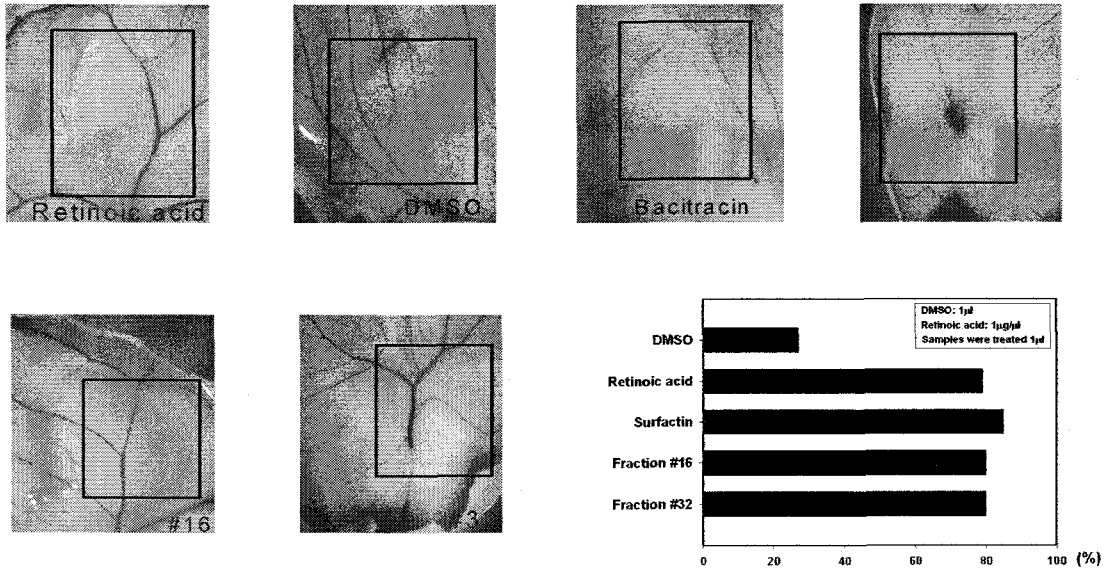 Retinoic acid
DMSO
Bacitracin
#16
3
DMSO: 1μl
Retinoic acid: 1μg/μl
Samples were treated 1μl
DMSO
Retinoic acid
Surfactin
Fraction #16
Fraction #32
0
20
40
60
80
100
(%)